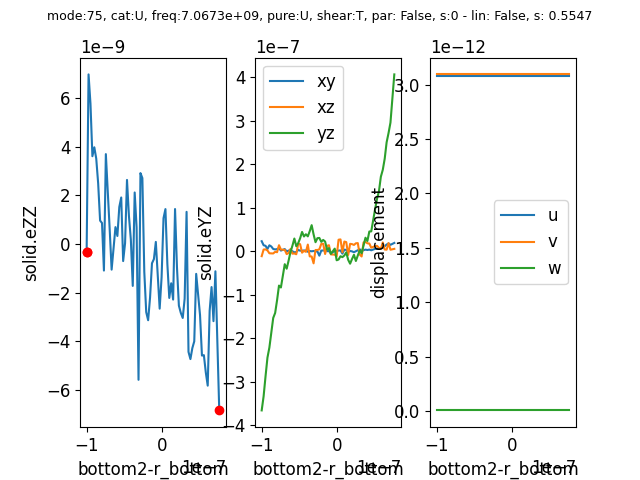 mode:75, cat:U, freq:7.0673e+09, pure:U, shear:T, par: False, s:0 - lin: False, s: 0.5547
1e−9
1e−7
1e−12
6
4
2
0
−2
−4
−6
solid.eZZ
−1
0
1e−7
bottom2-r_bottom
4
3
2
1
0
−1
−2
−3
−4
solid.eYZ
xy
xz
yz
−1
0
1e−7
bottom2-r_bottom
3.0
2.5
2.0
1.5
1.0
0.5
0.0
displacement
u
v
w
−1
0
1e−7
bottom2-r_bottom